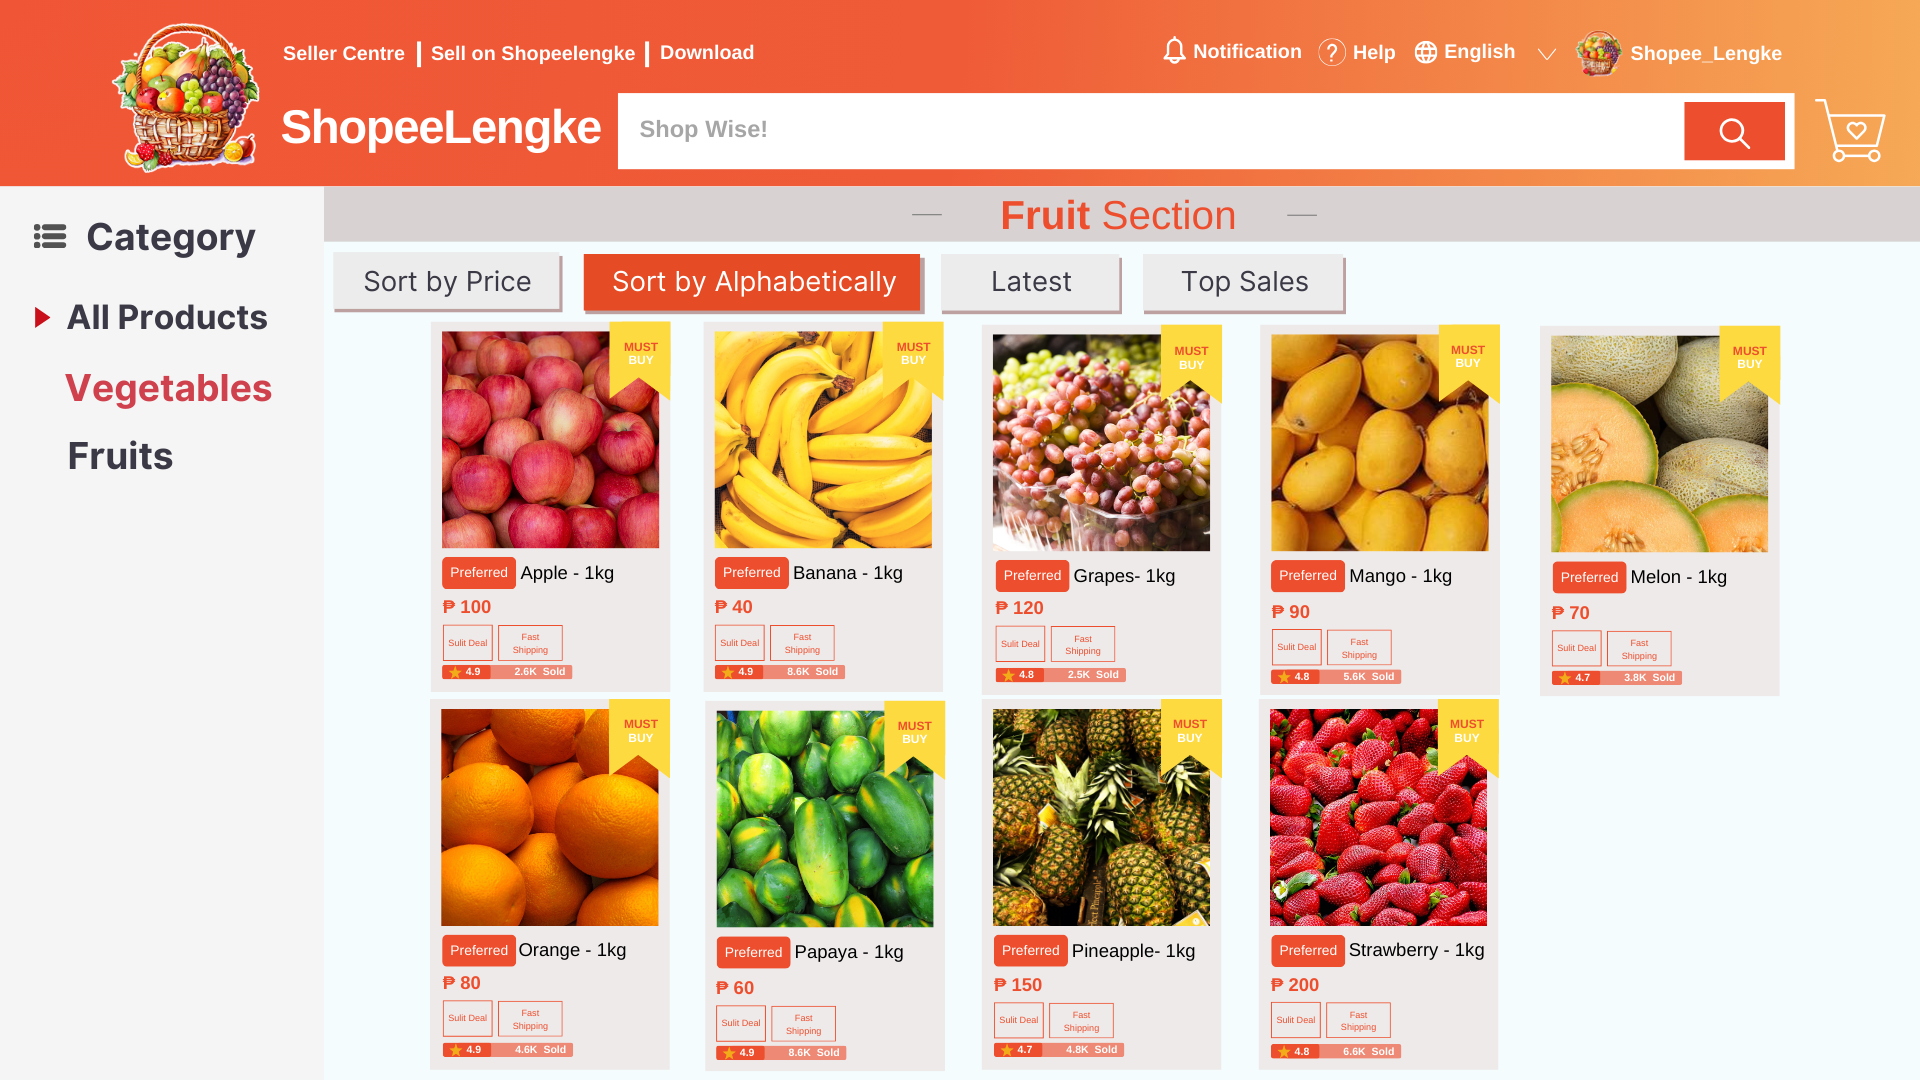 Seller Centre
Sell on Shopeelengke
Download
Notification
Help
English
Shopee_Lengke
ShopeeLengke
Shop Wise!
Category
All Products
Vegetables
Fruits
Fruit Section
Sort by Price
Sort by Alphabetically
Latest
Top Sales
MUST
BUY
Preferred
Apple - 1kg
₱ 100
Sulit Deal
Fast
Shipping
4.9
2.6K Sold
MUST
BUY
Preferred
Banana - 1kg
₱ 40
Sulit Deal
Fast
Shipping
4.9
8.6K Sold
MUST
BUY
Preferred
Grapes- 1kg
₱ 120
Sulit Deal
Fast
Shipping
4.8
2.5K Sold
MUST
BUY
Preferred
Mango - 1kg
₱ 90
Sulit Deal
Fast
Shipping
4.8
5.6K Sold
MUST
BUY
Preferred
Melon - 1kg
₱ 70
Sulit Deal
Fast
Shipping
4.7
3.8K Sold
MUST
BUY
Preferred
Orange - 1kg
₱ 80
Sulit Deal
Fast
Shipping
4.9
4.6K Sold
MUST
BUY
Preferred
Papaya - 1kg
₱ 60
Sulit Deal
Fast
Shipping
4.9
8.6K Sold
MUST
BUY
Preferred
Pineapple- 1kg
₱ 150
Sulit Deal
Fast
Shipping
4.7
4.8K Sold
MUST
BUY
Preferred
Strawberry - 1kg
₱ 200
Sulit Deal
Fast
Shipping
4.8
6.6K Sold